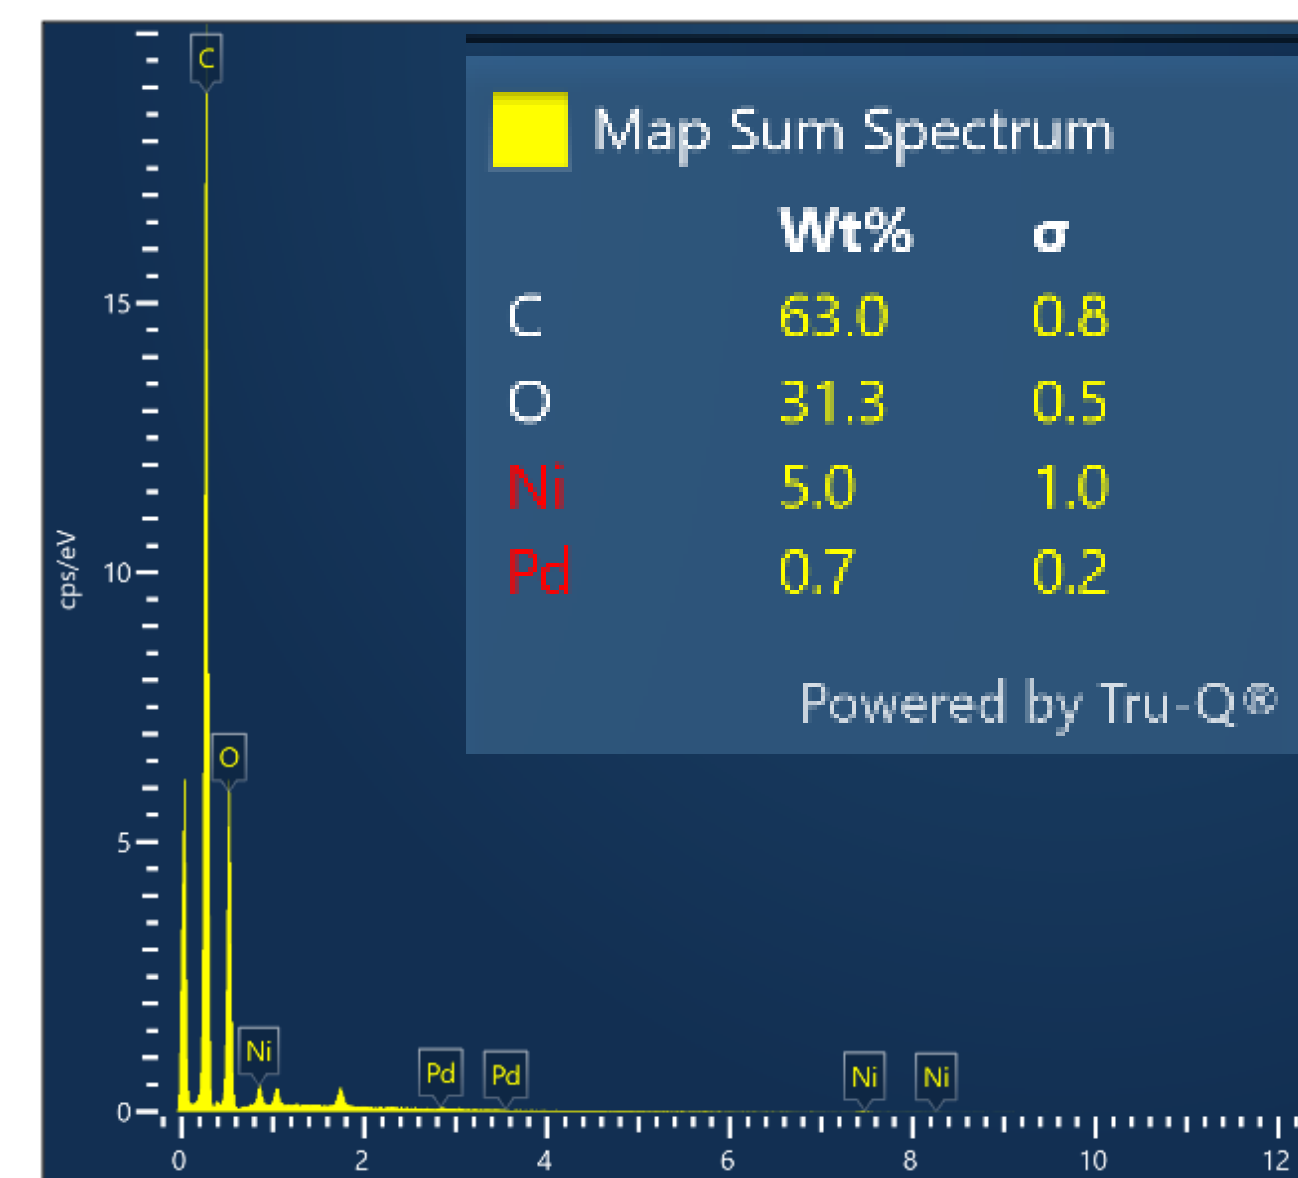 C
Map Sum Spectrum
Wt% σ
C 63.0 0.8
O 31.3 0.5
Ni 5.0 1.0
Pd 0.7 0.2
Powered by Tru-Q®
15
10
5
0
cps/eV
O
Ni
Pd
Pd
Ni
Ni
0 2 4 6 8 10 12